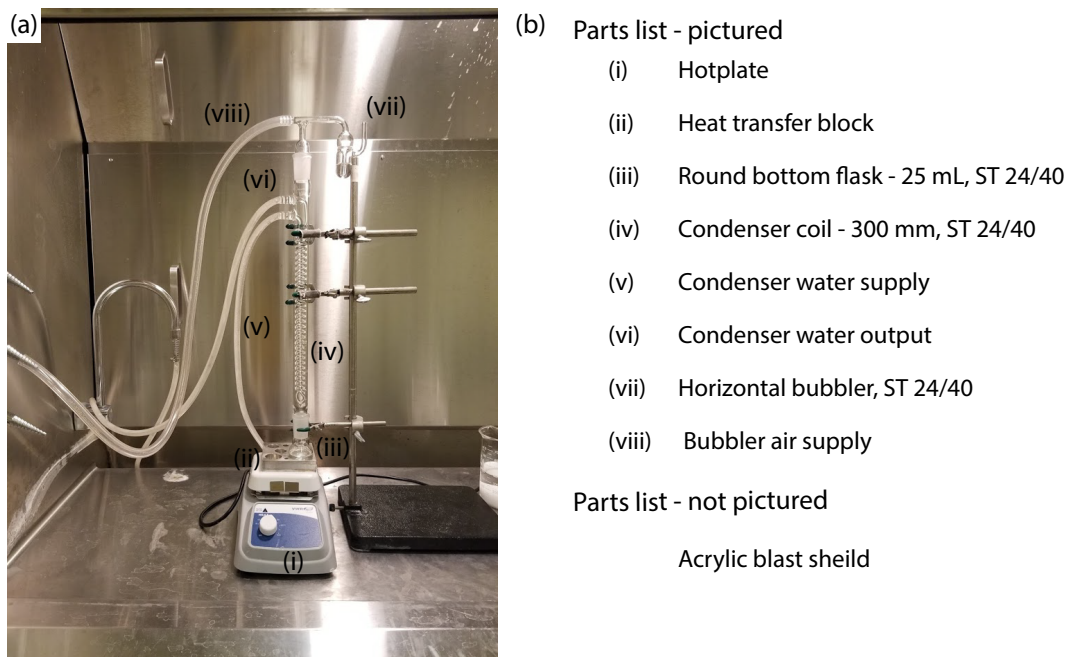 (a)
(viii)
(vii)
(vi)
(v)
(iv)
(iii)
(ii)
(i)
(b)
Parts list - pictured
(i) Hotplate
(ii) Heat transfer block
(iii) Round bottom flask - 25 mL, ST 24/40
(iv) Condenser coil - 300 mm, ST 24/40
(v) Condenser water supply
(vi) Condenser water output
(vii) Horizontal bubbler, ST 24/40
(viii) Bubbler air supply
Parts list - not pictured
Acrylic blast sheild